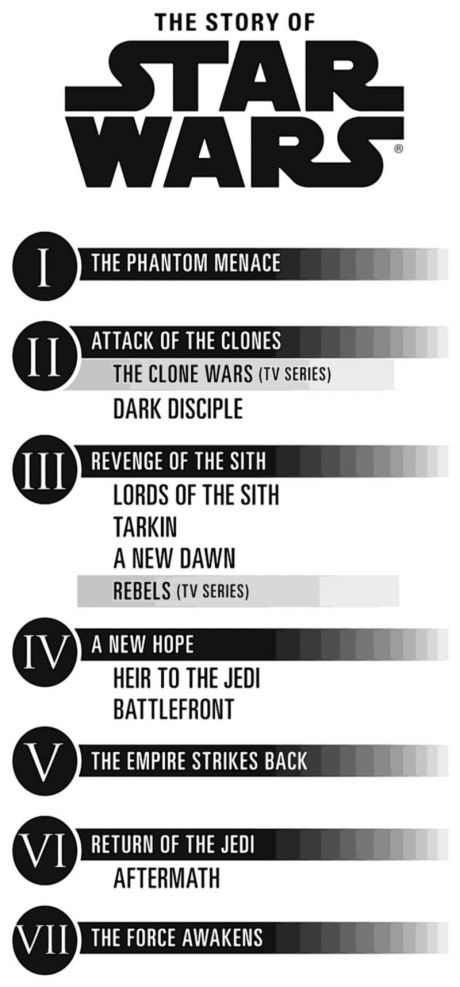 THE STORY OF
STAR
WARS®
I THE PHANTOM MENACE
II ATTACK OF THE CLONES
THE CLONE WARS (TV SERIES)
DARK DISCIPLE
III REVENGE OF THE SITH
LORDS OF THE SITH
TARKIN
A NEW DAWN
REBELS (TV SERIES)
IV A NEW HOPE
HEIR TO THE JEDI
BATTLEFRONT
V THE EMPIRE STRIKES BACK
VI RETURN OF THE JEDI
AFTERMATH
VII THE FORCE AWAKENS